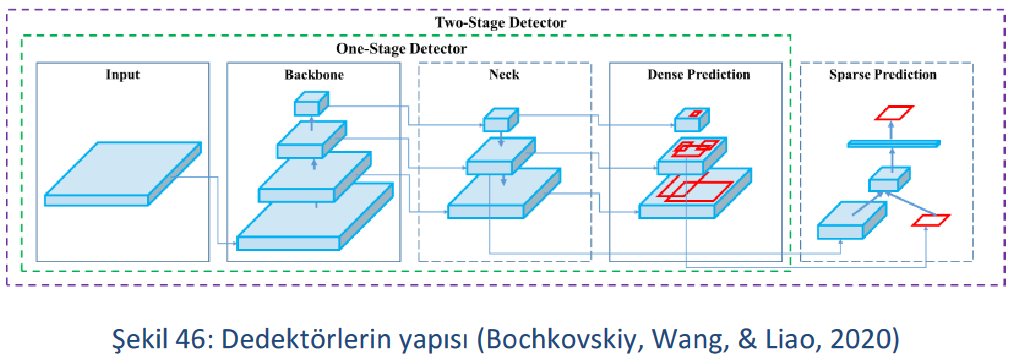 Two-Stage Detector
One-Stage Detector
Input
Backbone
Neck
Dense Prediction
Sparse Prediction
Şekil 46: Dedektörlerin yapısı (Bochkovskiy, Wang, & Liao, 2020)